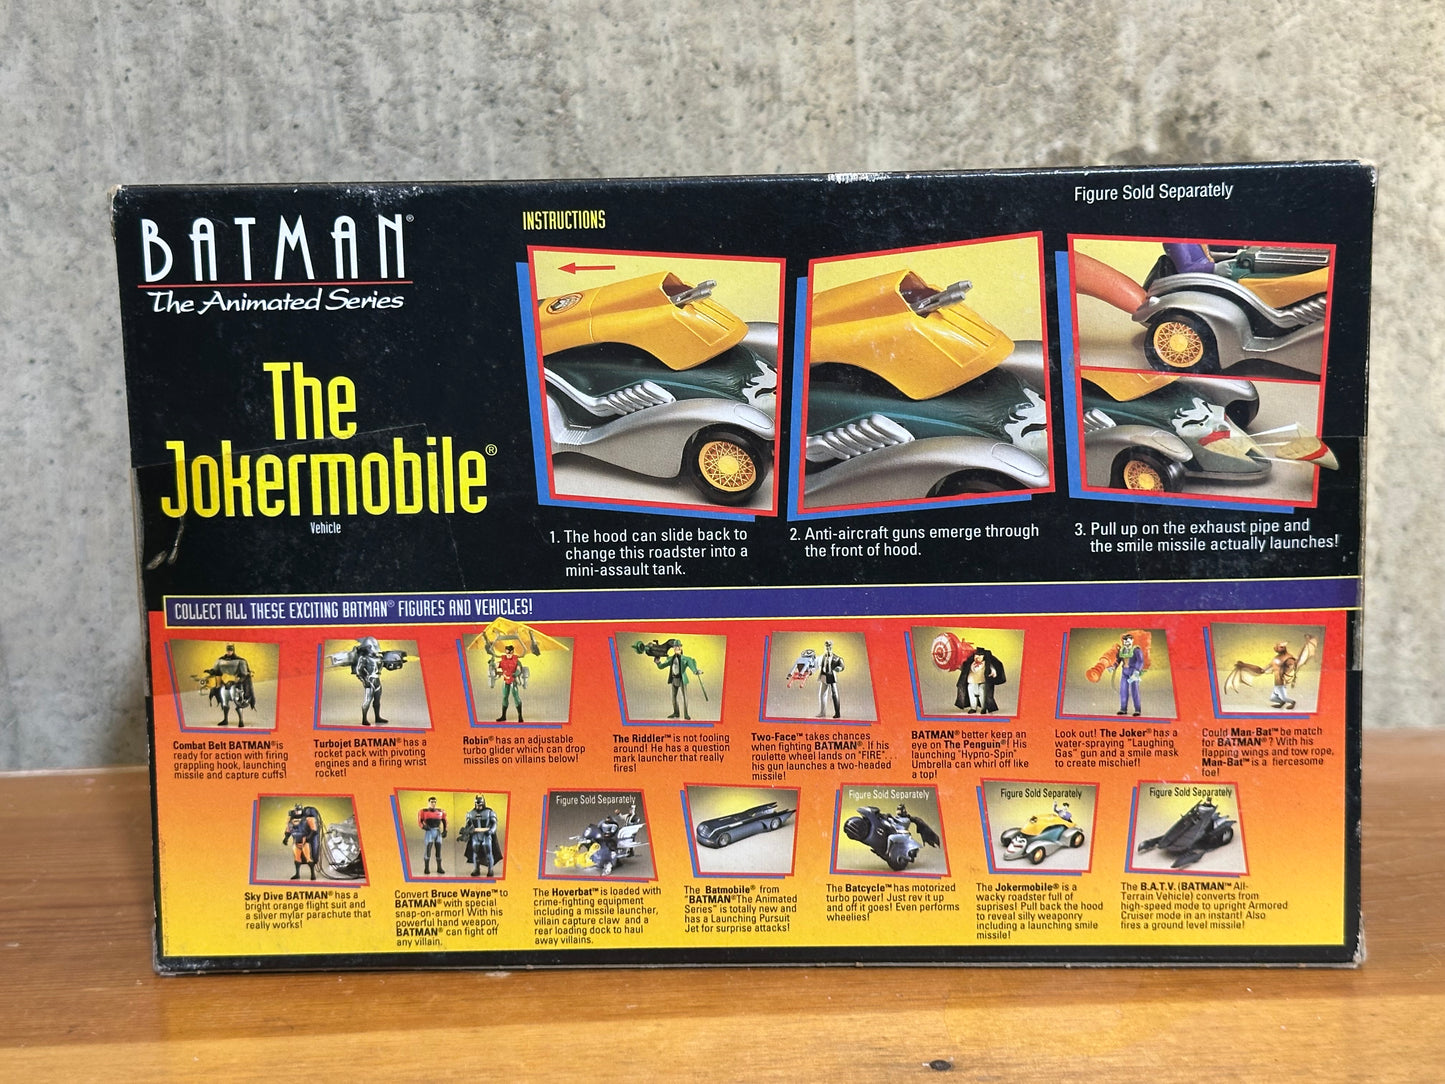 BATMAN®
The Animated Series
The
Jokermobile®
Vehicle
INSTRUCTIONS
Figure Sold Separately
1. The hood can slide back to
change this roadster into a
mini-assault tank.
2. Anti-aircraft guns emerge through
the front of hood.
3. Pull up on the exhaust pipe and
the smile missile actually launches!
COLLECT ALL THESE EXCITING BATMAN® FIGURES AND VEHICLES!
Combat Belt BATMAN® is
ready for action with firing
grappling hook, launching
missile and capture cuffs!
Turbojet BATMAN® has a
rocket pack with pivoting
engines and a firing wrist
rocket!
Robin® has an adjustable
turbo glider which can drop
missiles on villains below!
The Riddler™ is not fooling
around! He has a question
mark launcher that really
fires!
Two-Face™ takes chances
when fighting BATMAN®. If his
roulette wheel lands on "FIRE"...
his gun launches a two-headed
missile!
BATMAN® better keep an
eye on The Penguin®! His
launching "Hypno-Spin"
Umbrella can whirl off like
a top!
Look out! The Joker® has a
water-spraying "Laughing
Gas" gun and a smile mask
to create mischief!
Could Man-Bat™ be match
for BATMAN®? With his
flapping wings and tow rope,
Man-Bat™ is a fiercesome
foe!
Sky Dive BATMAN® has a
bright orange flight suit and
a silver mylar parachute that
really works!
Convert Bruce Wayne™ to
BATMAN® with special
snap-on-armor! With his
powerful hand weapon,
BATMAN® can fight off
any villain.
Figure Sold Separately
The Hoverbat™ is loaded with
crime-fighting equipment
including a missile launcher,
villain capture claw and a
rear loading dock to haul
away villains.
The Batmobile® from
"BATMAN® The Animated
Series" is totally new and
has a Launching Pursuit
Jet for surprise attacks!
Figure Sold Separately
The Batcycle™ has motorized
turbo power! Just rev it up
and off it goes! Even performs
wheelies!
Figure Sold Separately
The Jokermobile® is a
wacky roadster full of
suprises! Pull back the hood
to reveal silly weaponry
including a launching smile
missile!
Figure Sold Separately
The B.A.T.V. (BATMAN™ All-
Terrain Vehicle) converts from
high-speed mode to upright Armored
Cruiser mode in an instant! Also
fires a ground level missile!